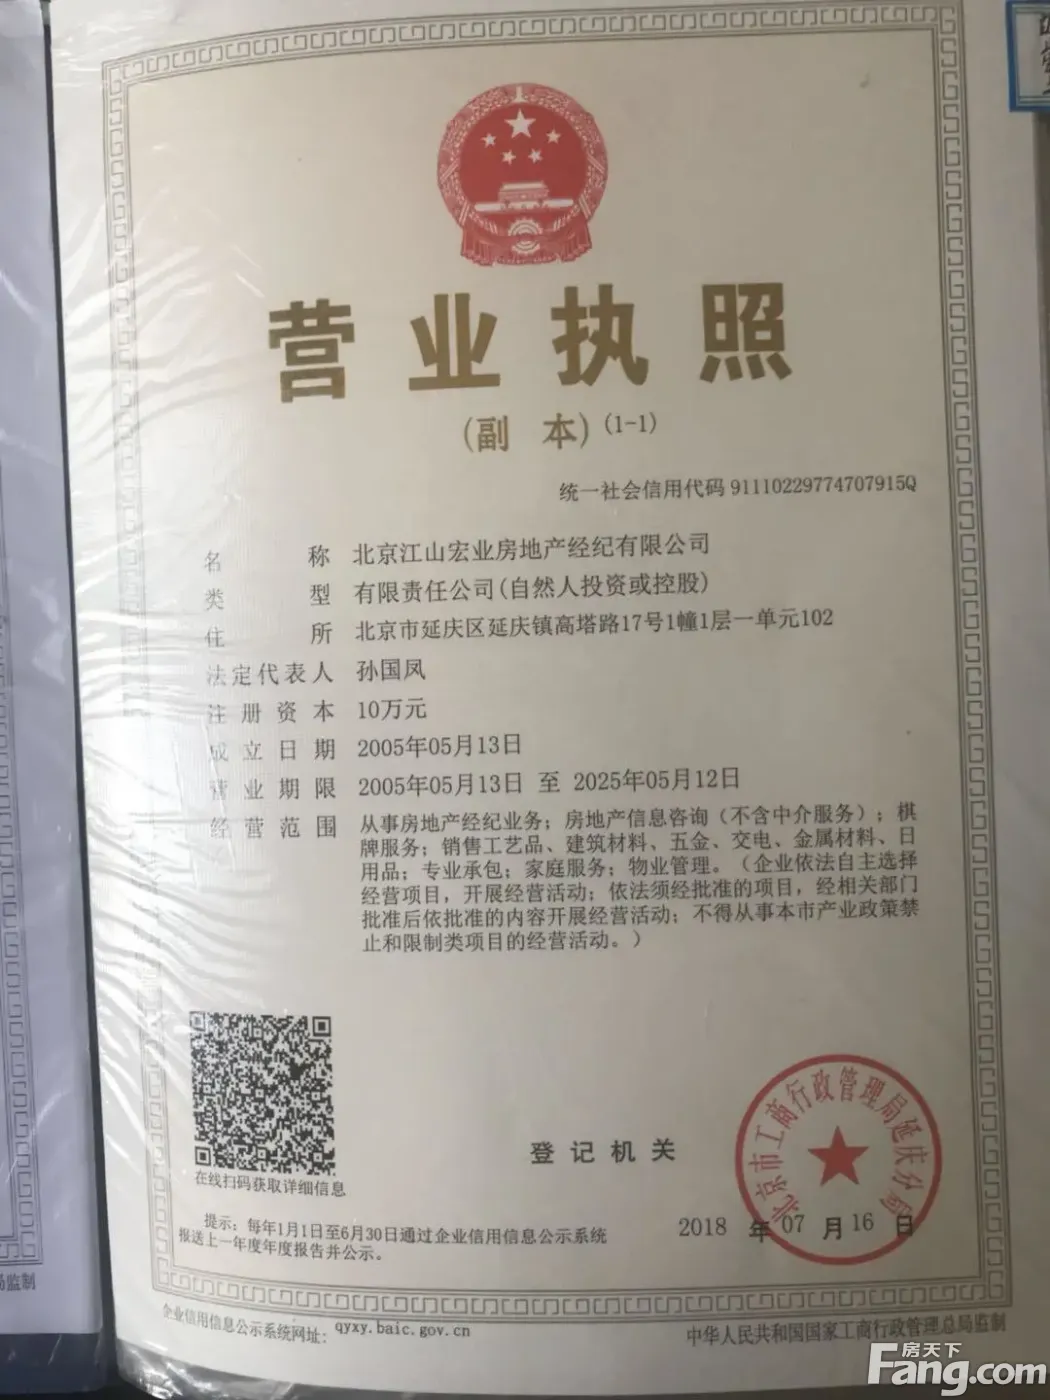 营业执照
(副 本) (1-1)
统一社会信用代码 91110229774707915Q
名 称 北京江山宏业房地产经纪有限公司
类 型 有限责任公司(自然人投资或控股)
住 所 北京市延庆区延庆镇高塔路17号1幢1层一单元102
法定代表人 孙国凤
注册资本 10万元
成立日期 2005年05月13日
营业期限 2005年05月13日 至 2025年05月12日
经营范围 从事房地产经纪业务；房地产信息咨询（不含中介服务）；棋
牌服务；销售工艺品、建筑材料、五金、交电、金属材料、日
用品；专业承包；家庭服务；物业管理。（企业依法自主选择
经营项目，开展经营活动；依法须经批准的项目，经相关部门
批准后依批准的内容开展经营活动；不得从事本市产业政策禁
止和限制类项目的经营活动。）
在线扫码获取详细信息
登记机关
北京市工商行政管理局延庆分局
2018 年 07 月 16 日
提示：每年1月1日至6月30日通过企业信用信息公示系统
报送上一年度年度报告并公示。
企业信用信息公示系统网址： qyxy.baic.gov.cn
中华人民共和国国家工商行政管理总局监制
局监制
房天下
Fang.com